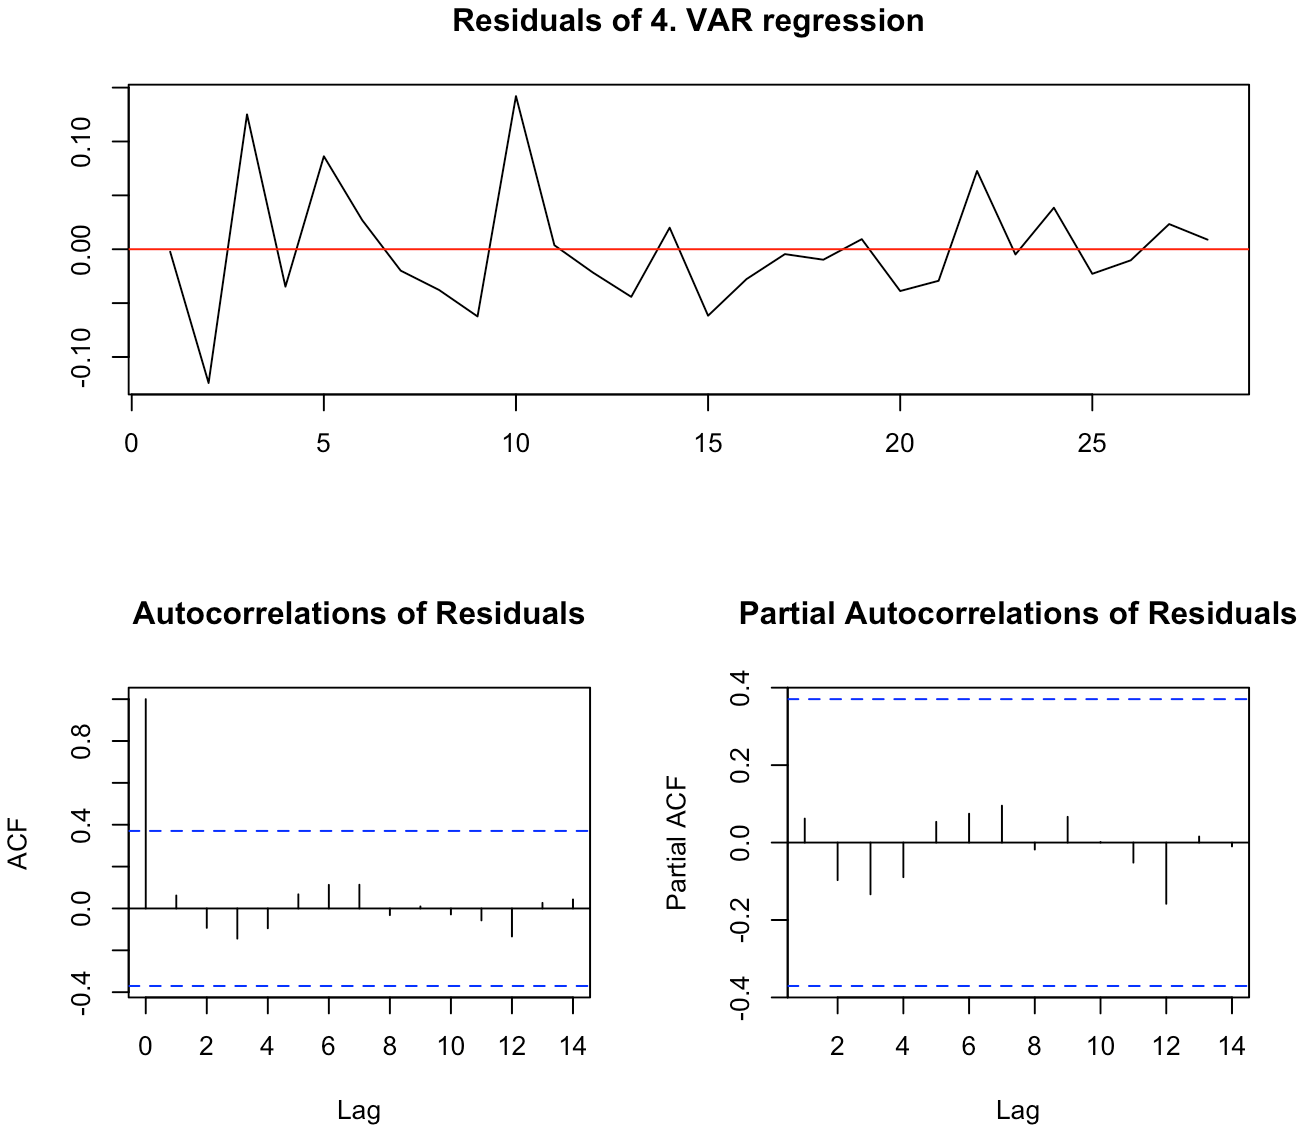 Residuals of 4. VAR regression
0.10
0.00
-0.10
0 5 10 15 20 25
Autocorrelations of Residuals
ACF
0.8
0.4
0.0
-0.4
0 2 4 6 8 10 12 14
Lag
Partial Autocorrelations of Residuals
Partial ACF
0.4
0.2
0.0
-0.2
-0.4
2 4 6 8 10 12 14
Lag